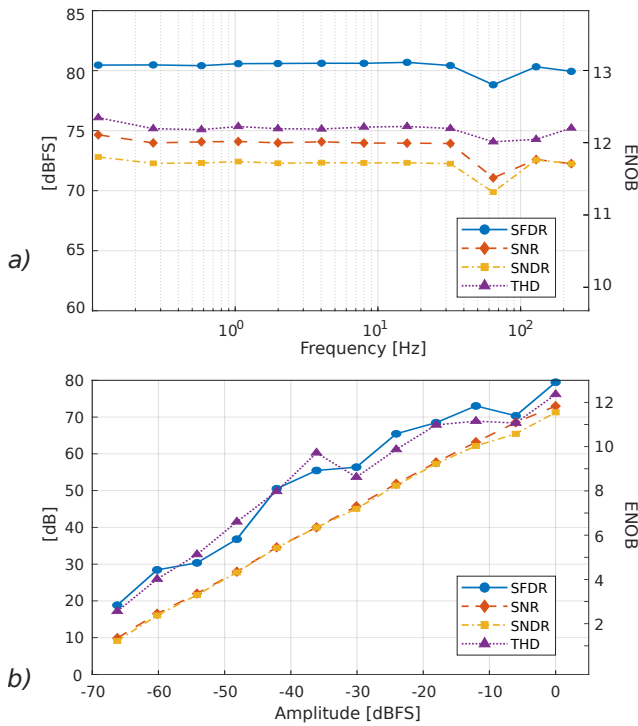 85
80
75
70
65
60
[dBFS]
13
12
11
10
ENOB
a)
SFDR
SNR
SNDR
THD
10^0
10^1
10^2
Frequency [Hz]
80
70
60
50
40
30
20
10
0
[dB]
12
10
8
6
4
2
ENOB
b)
SFDR
SNR
SNDR
THD
-70 -60 -50 -40 -30 -20 -10 0
Amplitude [dBFS]